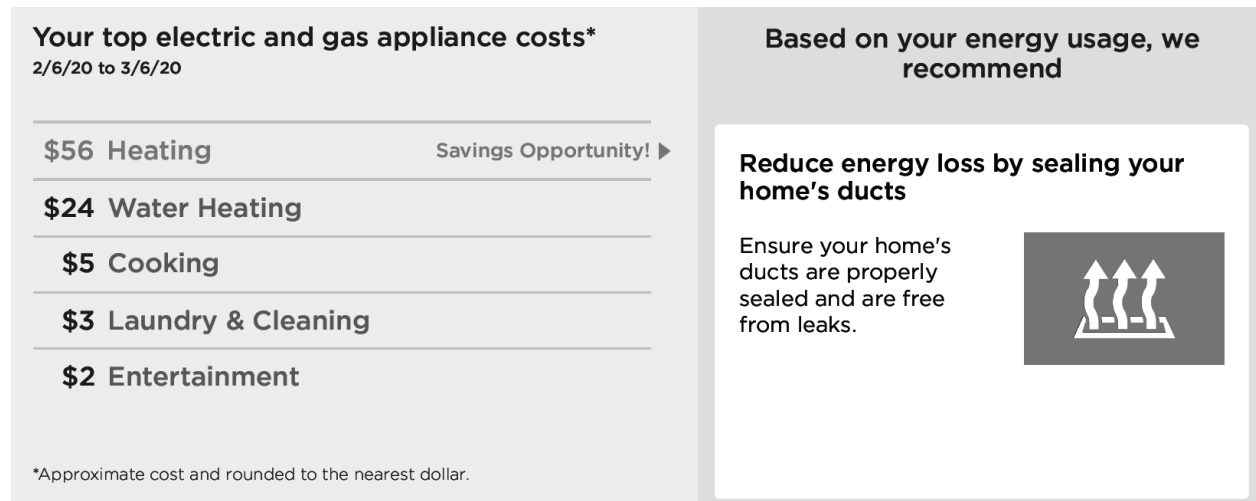 Your top electric and gas appliance costs*
2/6/20 to 3/6/20
$56 Heating Savings Opportunity!
$24 Water Heating
$5 Cooking
$3 Laundry & Cleaning
$2 Entertainment
*Approximate cost and rounded to the nearest dollar.
Based on your energy usage, we
recommend
Reduce energy loss by sealing your
home's ducts
Ensure your home's
ducts are properly
sealed and are free
from leaks.